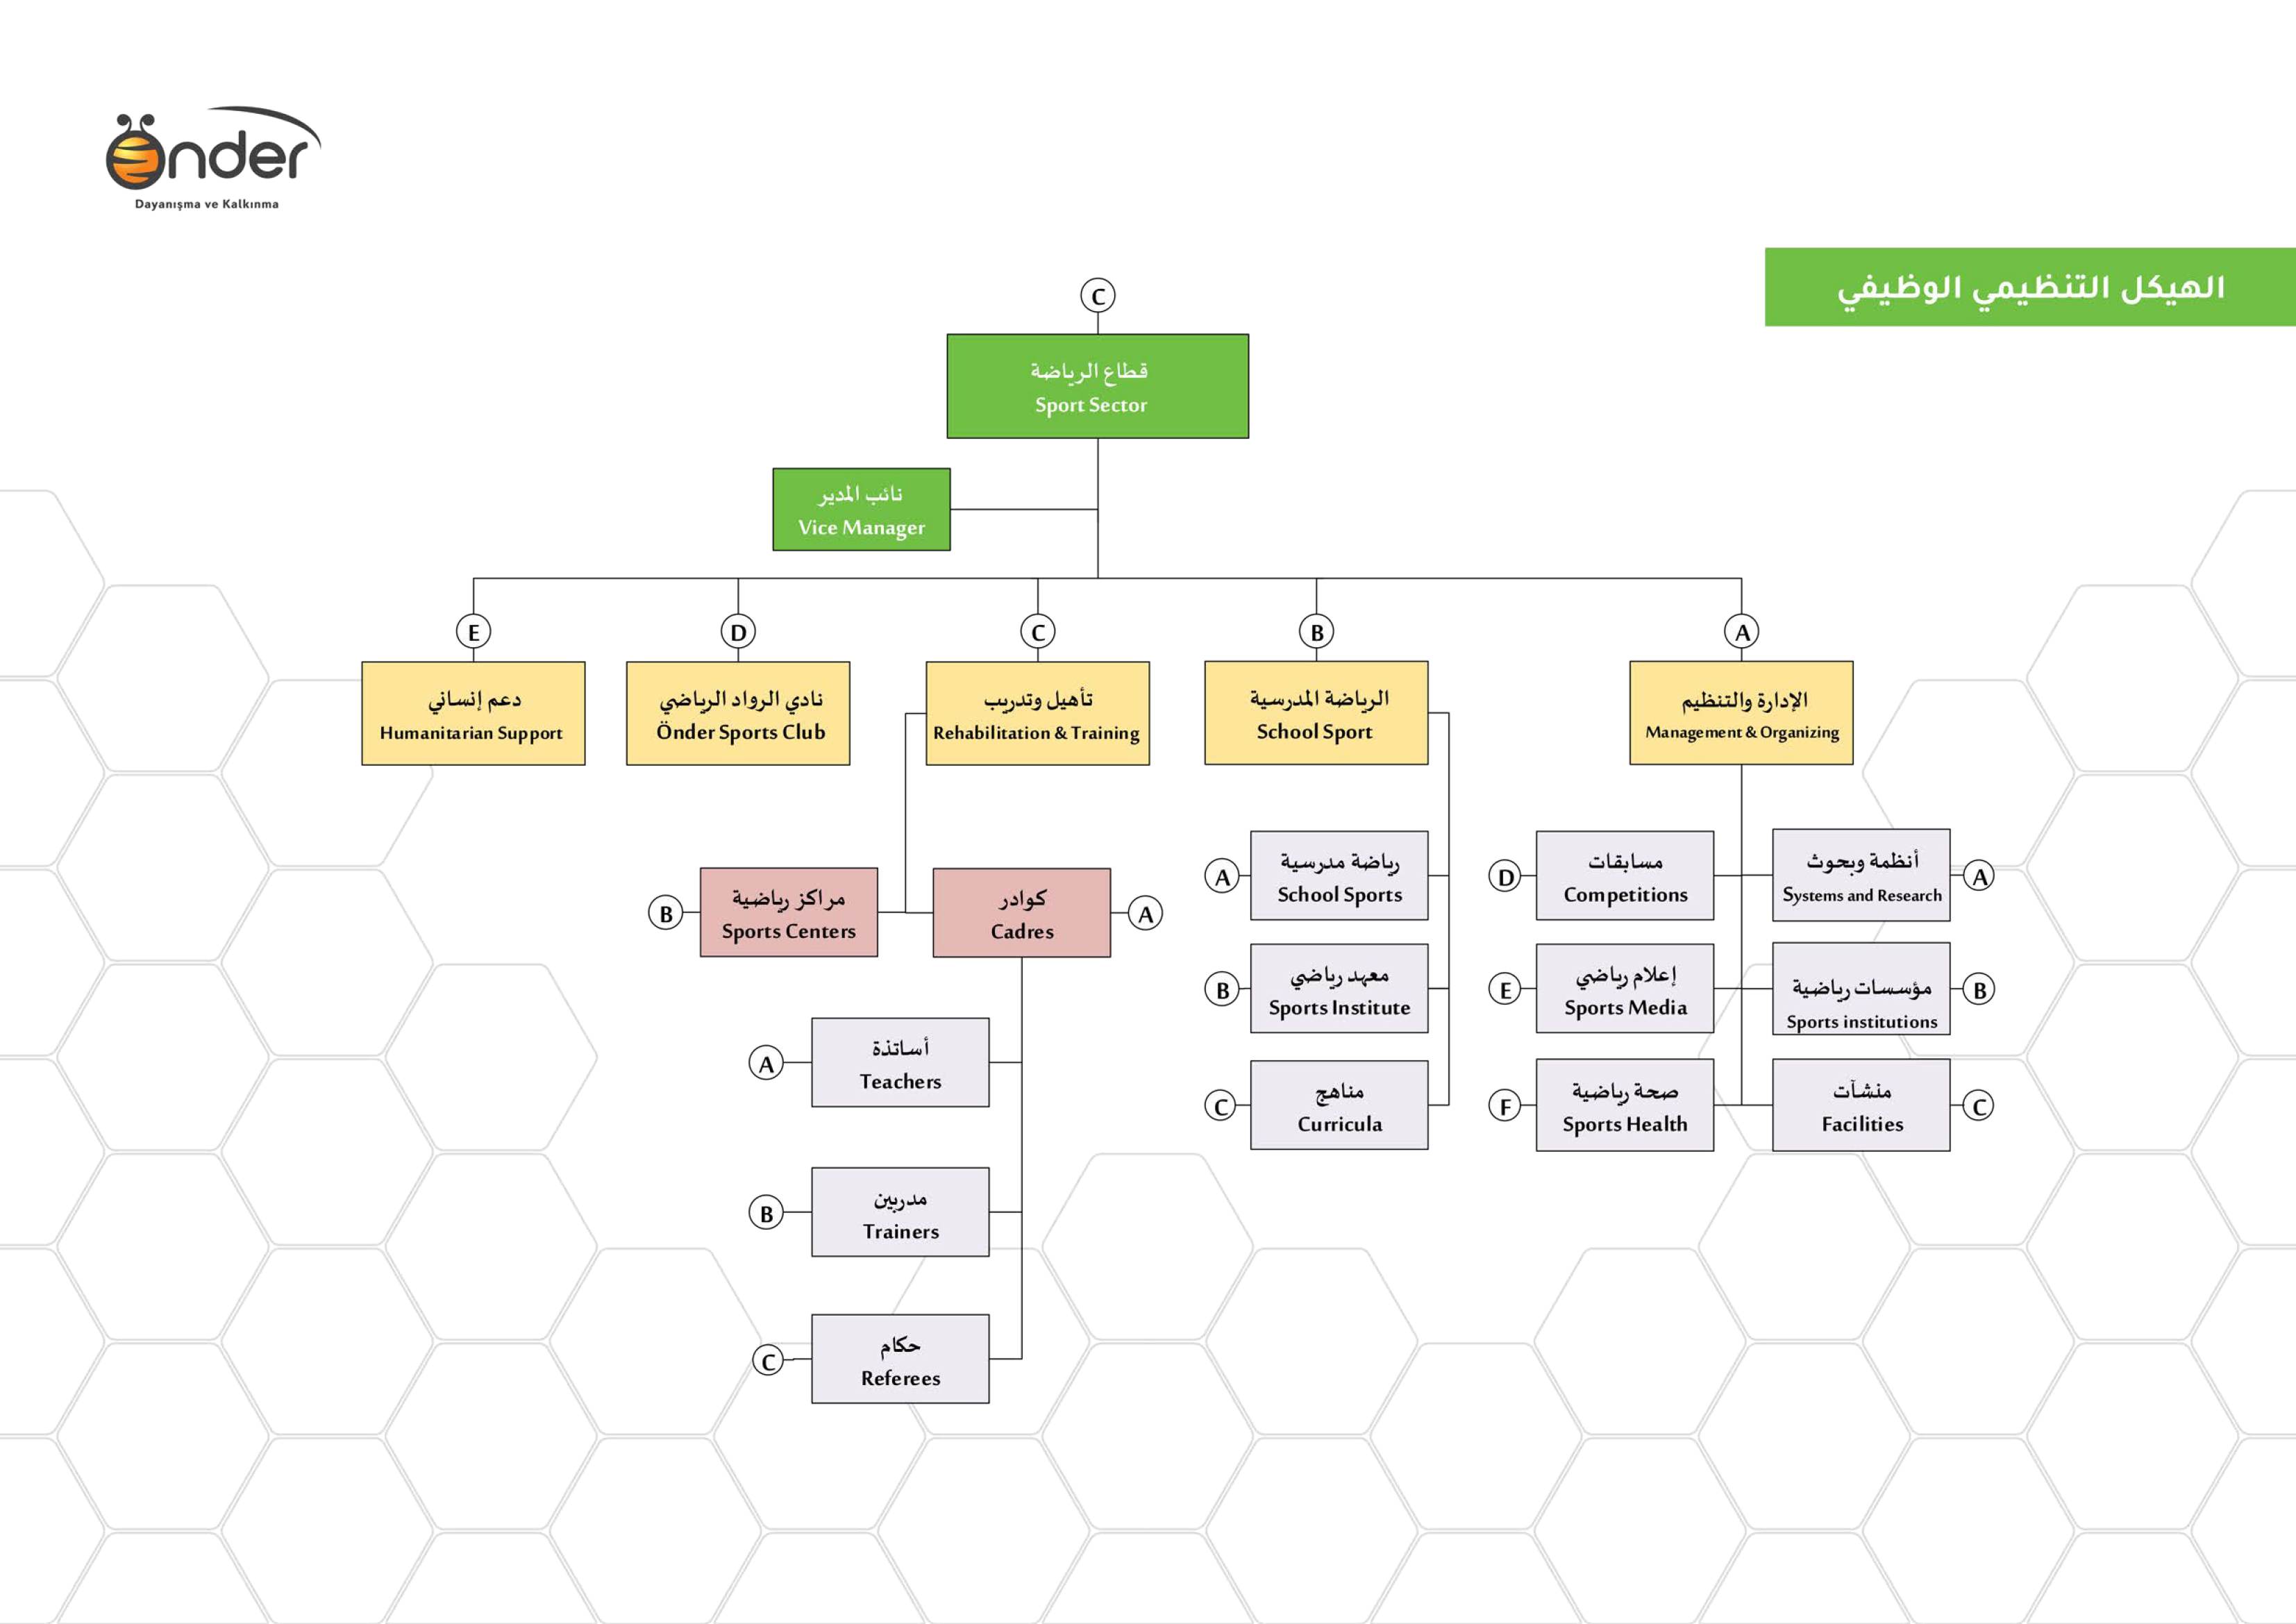 Önder
Dayanışma ve Kalkınma
الهيكل التنظيمي الوظيفي
C
قطاع الرياضة
Sport Sector
نائب المدير
Vice Manager
E
D
C
B
A
دعم إنساني
Humanitarian Support
نادي الرواد الرياضي
Önder Sports Club
تأهيل وتدريب
Rehabilitation & Training
الرياضة المدرسية
School Sport
الإدارة والتنظيم
Management & Organizing
B
مراكز رياضية
Sports Centers
كوادر
Cadres
A
A
أساتذة
Teachers
B
مدربين
Trainers
C
حكام
Referees
A
رياضة مدرسية
School Sports
B
معهد رياضي
Sports Institute
C
مناهج
Curricula
D
مسابقات
Competitions
أنظمة وبحوث
Systems and Research
A
E
إعلام رياضي
Sports Media
مؤسسات رياضية
Sports institutions
B
F
صحة رياضية
Sports Health
منشآت
Facilities
C